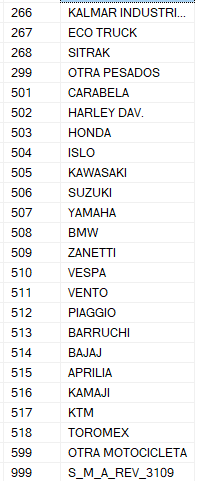 266 KALMAR INDUSTRI...
267 ECO TRUCK
268 SITRAK
299 OTRA PESADOS
501 CARABELA
502 HARLEY DAV.
503 HONDA
504 ISLO
505 KAWASAKI
506 SUZUKI
507 YAMAHA
508 BMW
509 ZANETTI
510 VESPA
511 VENTO
512 PIAGGIO
513 BARRUCHI
514 BAJAJ
515 APRILIA
516 KAMAJI
517 KTM
518 TOROMEX
599 OTRA MOTOCICLETA
999 S_M_A_REV_3109